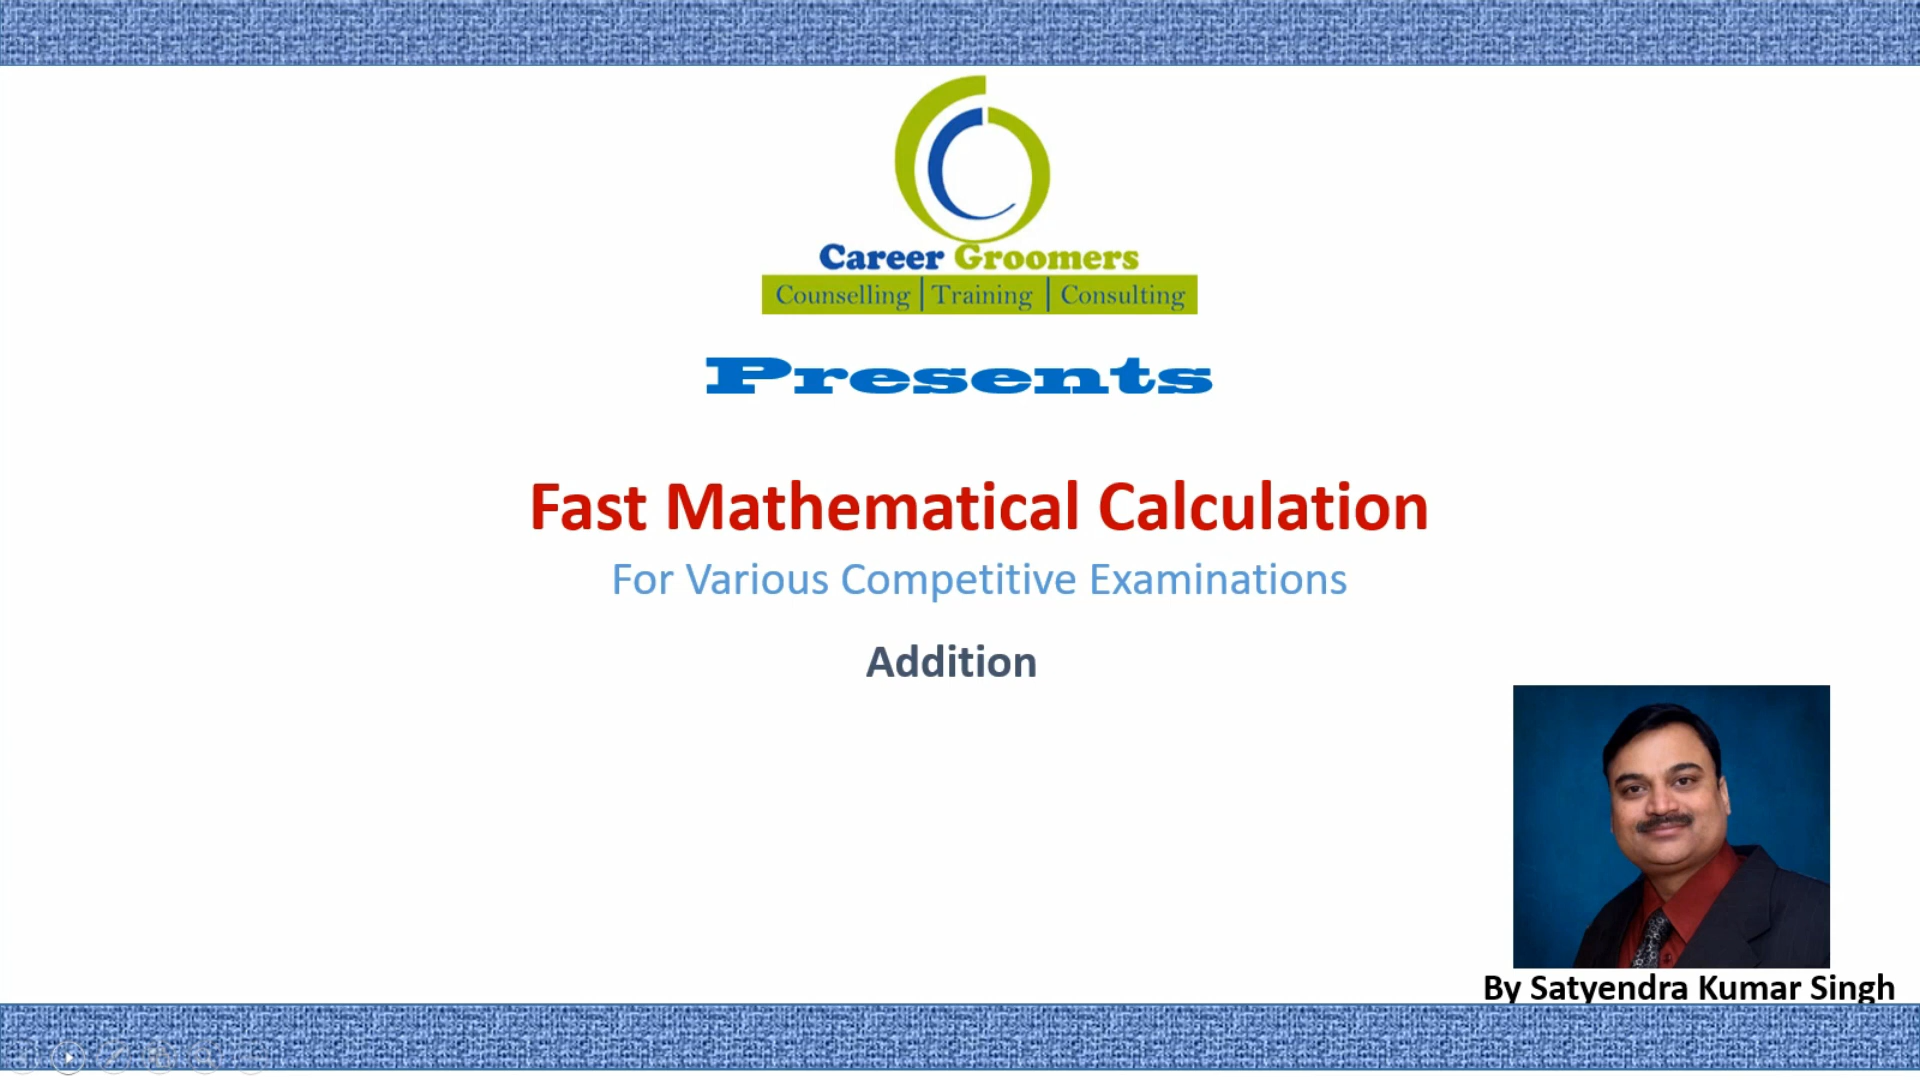 Career Groomers
Counselling | Training | Consulting
Presents
Fast Mathematical Calculation
For Various Competitive Examinations
Addition
By Satyendra Kumar Singh